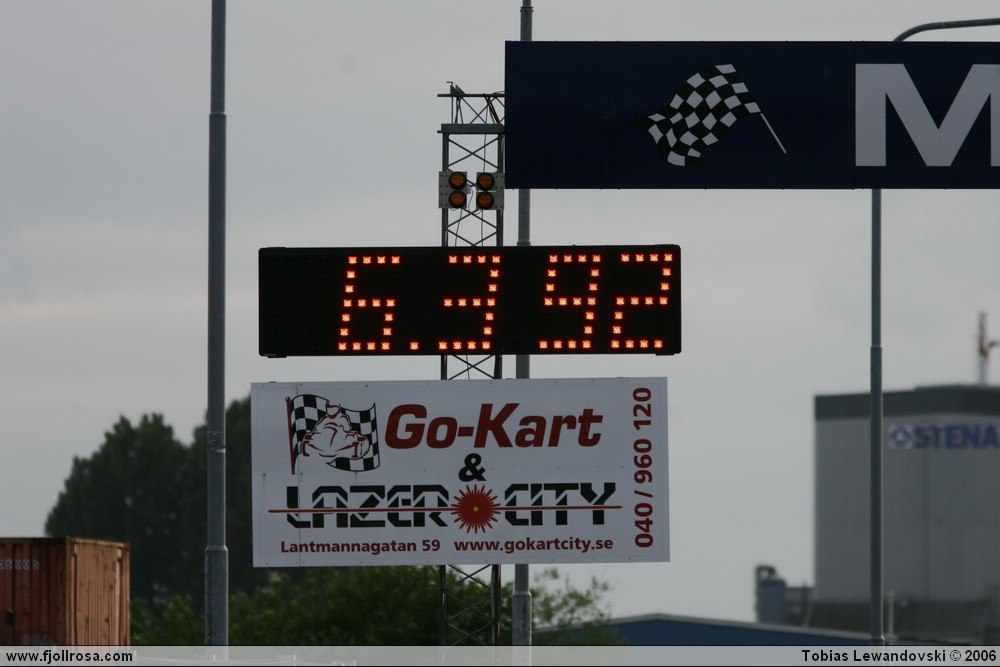 M
6.392
Go-Kart
&
LAZER CITY
040 / 960 120
Lantmannagatan 59 www.gokartcity.se
STENA
www.fjollrosa.com
Tobias Lewandovski © 2006